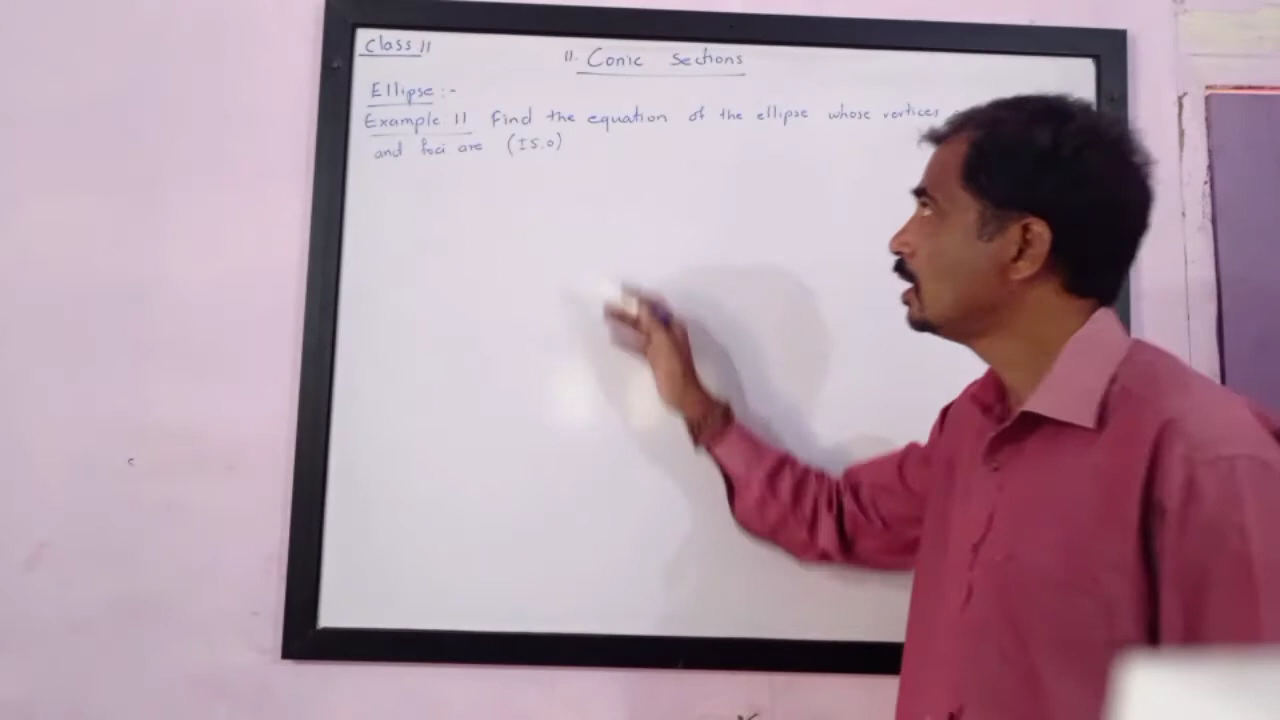 Class 11
11. Conic Sections
Ellipse :-
Example 11 Find the equation of the ellipse whose vertices
and foci are (±5,0)